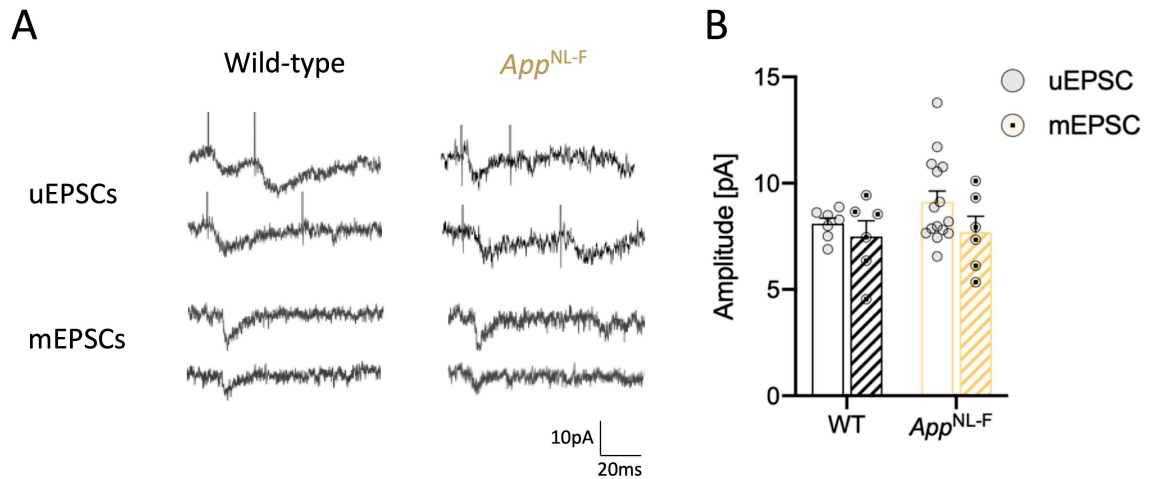 A
Wild-type
App^NL-F
uEPSCs
mEPSCs
10pA
20ms
B
uEPSC
mEPSC
Amplitude [pA]
15
10
5
0
WT
App^NL-F